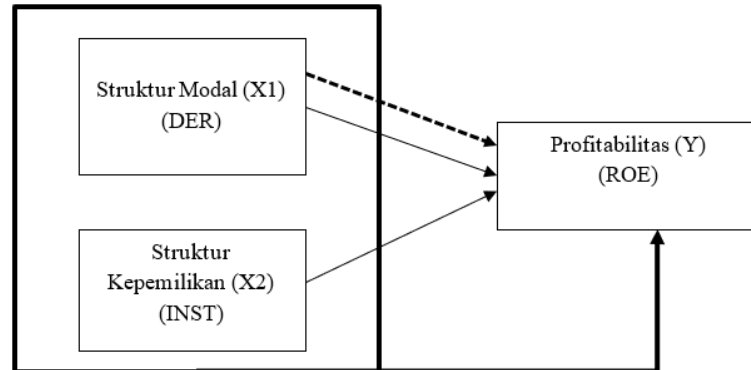 Struktur Modal (X1)
(DER)
Profitabilitas (Y)
(ROE)
Struktur
Kepemilikan (X2)
(INST)